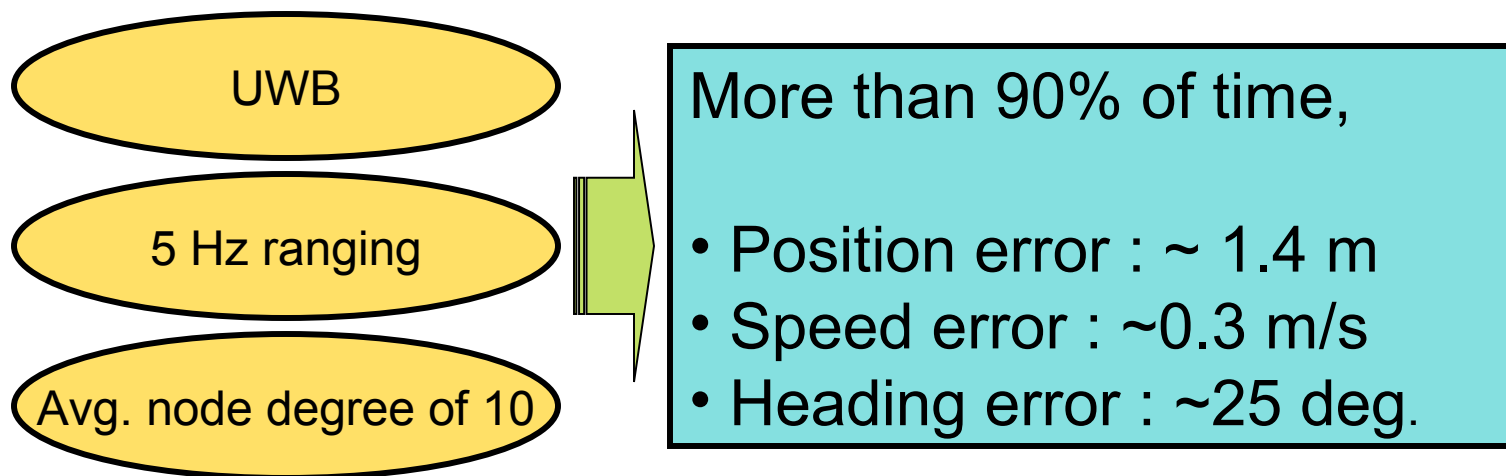 UWB
5 Hz ranging
Avg. node degree of 10
More than 90% of time,
• Position error : ~ 1.4 m
• Speed error : ~0.3 m/s
• Heading error : ~25 deg.